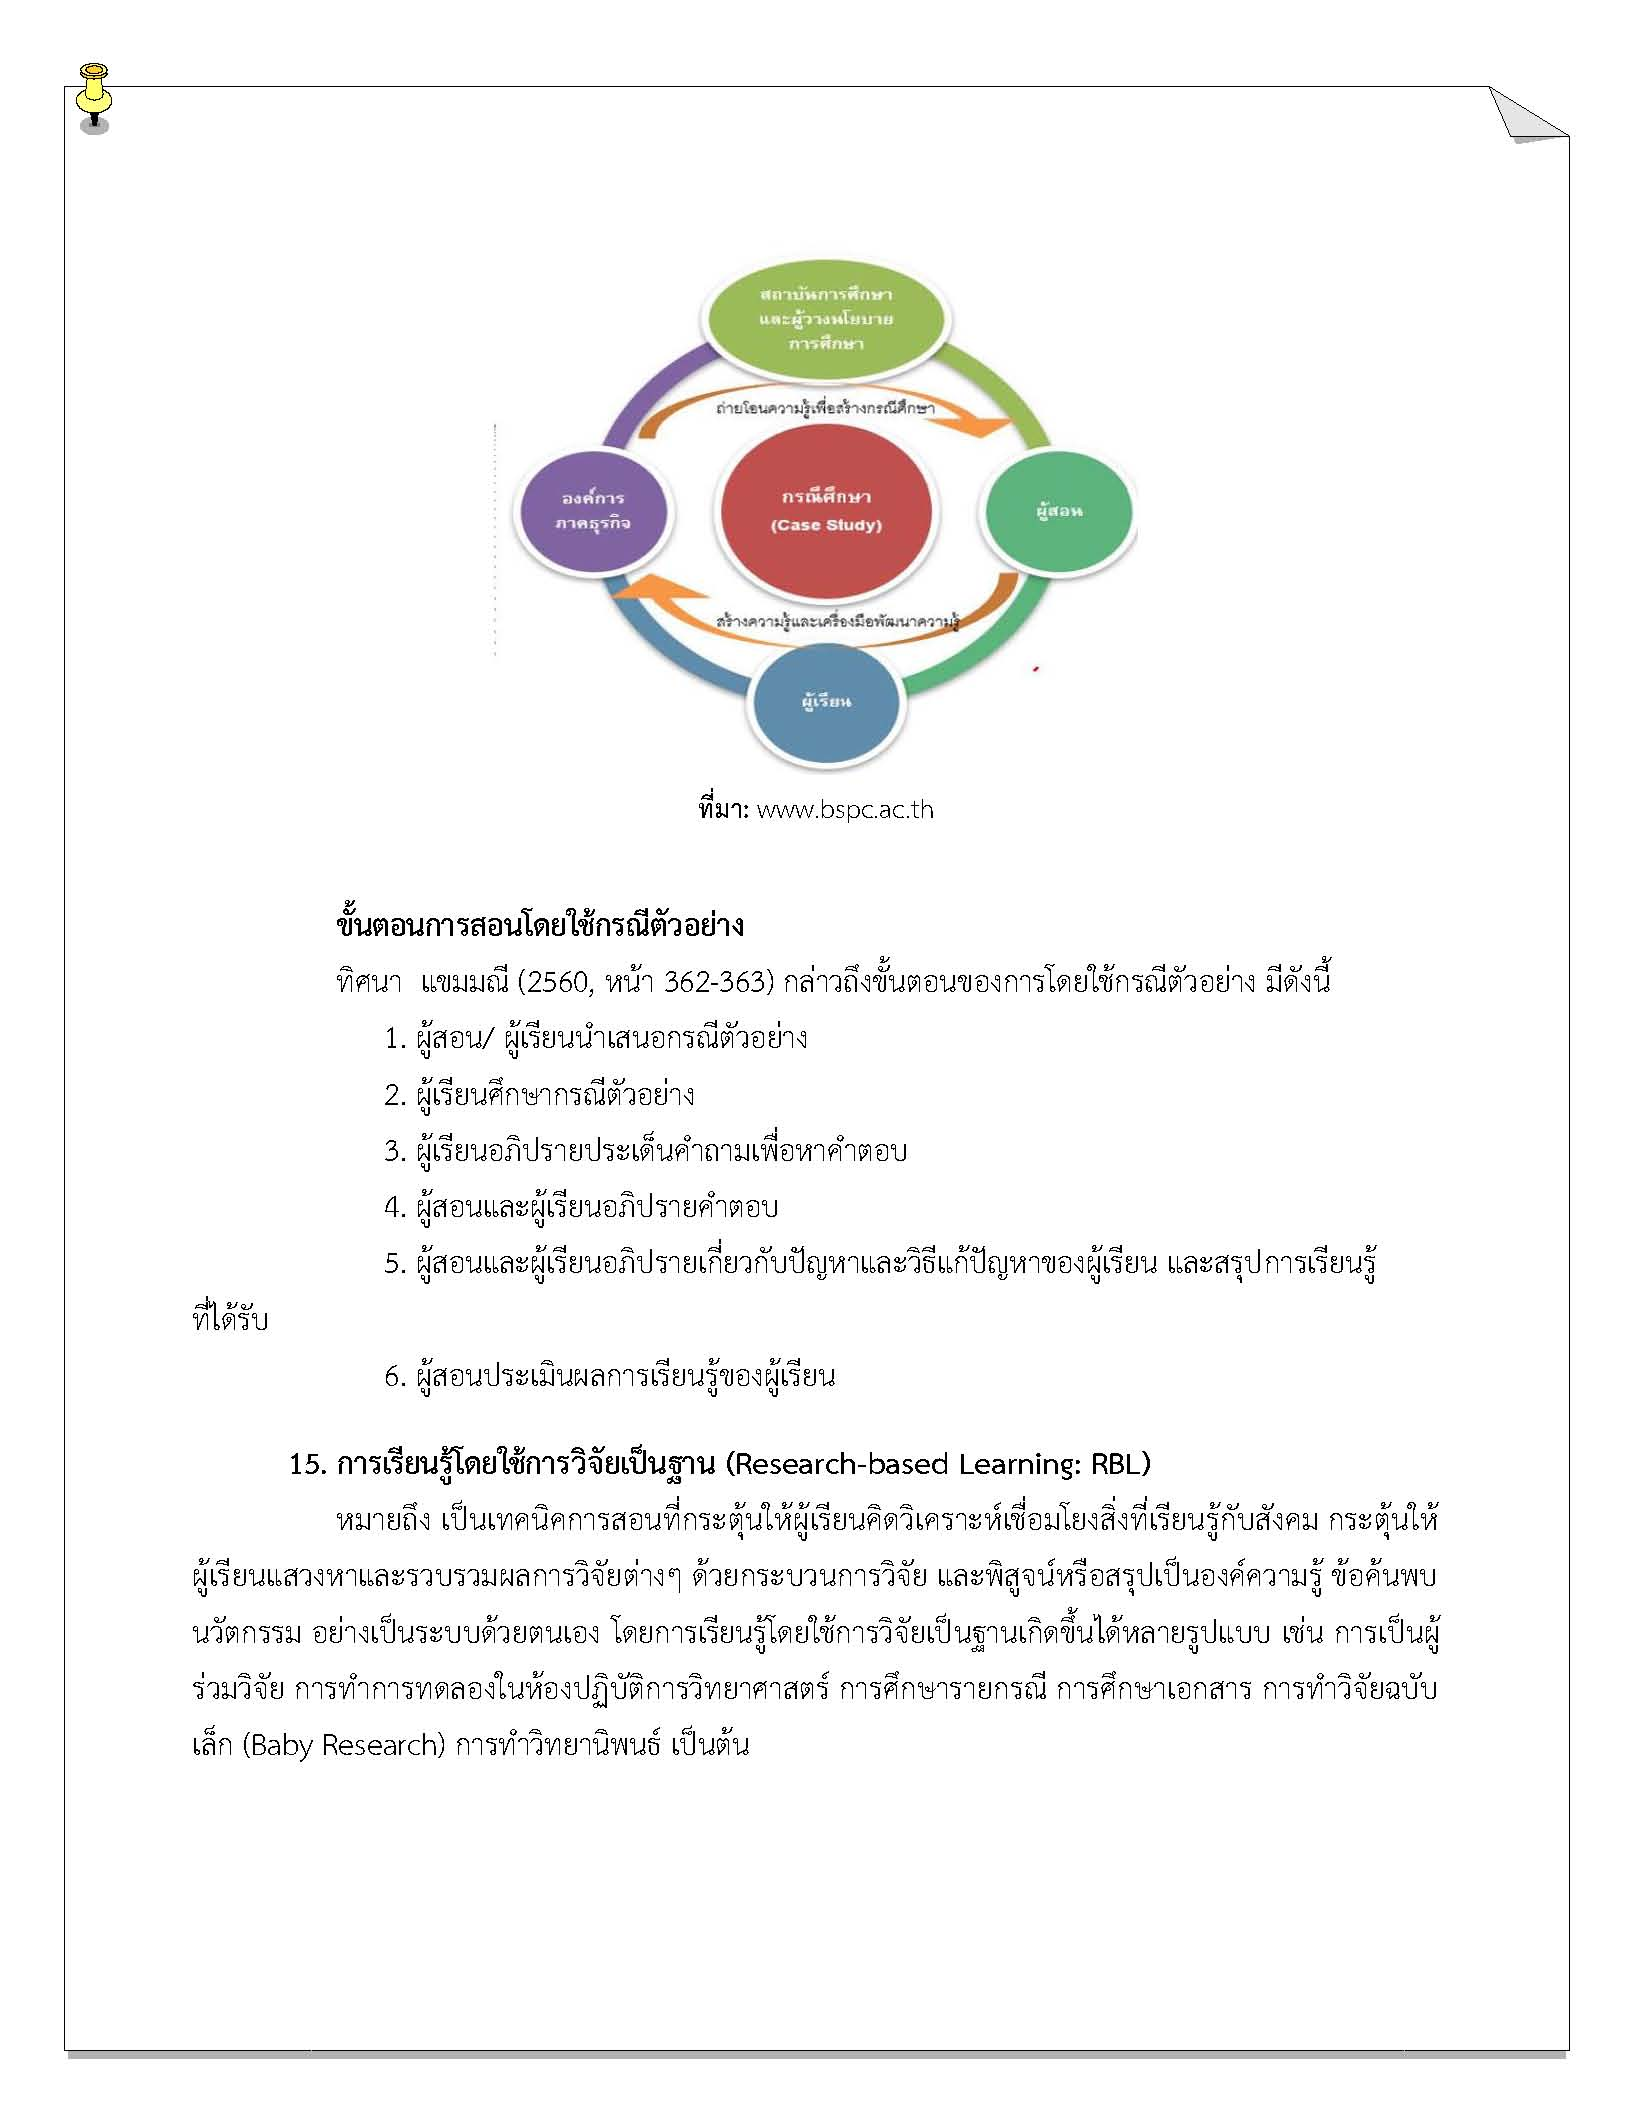 สถาบันการศึกษา
และผู้วางนโยบาย
การศึกษา
ถ่ายโอนความรู้เพื่อสร้างกรณีศึกษา
องค์การ
ภาคธุรกิจ
กรณีศึกษา
(Case Study)
ผู้สอน
สร้างความรู้และเครื่องมือพัฒนาความรู้
ผู้เรียน
ที่มา: www.bspc.ac.th
ขั้นตอนการสอนโดยใช้กรณีตัวอย่าง
ทิศนา แขมมณี (2560, หน้า 362-363) กล่าวถึงขั้นตอนของการโดยใช้กรณีตัวอย่าง มีดังนี้
1. ผู้สอน/ ผู้เรียนนำเสนอกรณีตัวอย่าง
2. ผู้เรียนศึกษากรณีตัวอย่าง
3. ผู้เรียนอภิปรายประเด็นคำถามเพื่อหาคำตอบ
4. ผู้สอนและผู้เรียนอภิปรายคำตอบ
5. ผู้สอนและผู้เรียนอภิปรายเกี่ยวกับปัญหาและวิธีแก้ปัญหาของผู้เรียน และสรุปการเรียนรู้
ที่ได้รับ
6. ผู้สอนประเมินผลการเรียนรู้ของผู้เรียน
15. การเรียนรู้โดยใช้การวิจัยเป็นฐาน (Research-based Learning: RBL)
หมายถึง เป็นเทคนิคการสอนที่กระตุ้นให้ผู้เรียนคิดวิเคราะห์เชื่อมโยงสิ่งที่เรียนรู้กับสังคม กระตุ้นให้
ผู้เรียนแสวงหาและรวบรวมผลการวิจัยต่างๆ ด้วยกระบวนการวิจัย และพิสูจน์หรือสรุปเป็นองค์ความรู้ ข้อค้นพบ
นวัตกรรม อย่างเป็นระบบด้วยตนเอง โดยการเรียนรู้โดยใช้การวิจัยเป็นฐานเกิดขึ้นได้หลายรูปแบบ เช่น การเป็นผู้
ร่วมวิจัย การทำการทดลองในห้องปฏิบัติการวิทยาศาสตร์ การศึกษารายกรณี การศึกษาเอกสาร การทำวิจัยฉบับ
เล็ก (Baby Research) การทำวิทยานิพนธ์ เป็นต้น